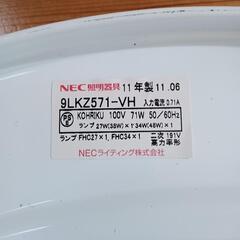 NEC照明器具 11年製 11.06
9LKZ571-VH 入力電流 0.71A
PS E KOHRIKU 100V 71W 50/60Hz
ランプ 27W(38W)×1 34W(48W)×1
ランプ FHC27×1, FHC34×1 二次 191V
高力率形
NECライティング株式会社